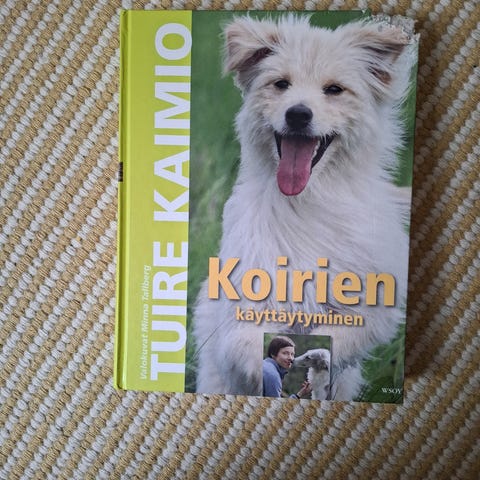 TUIRE KAIMIO
Valokuvat Minna Tallberg
Koirien
käyttäytyminen
WSOY